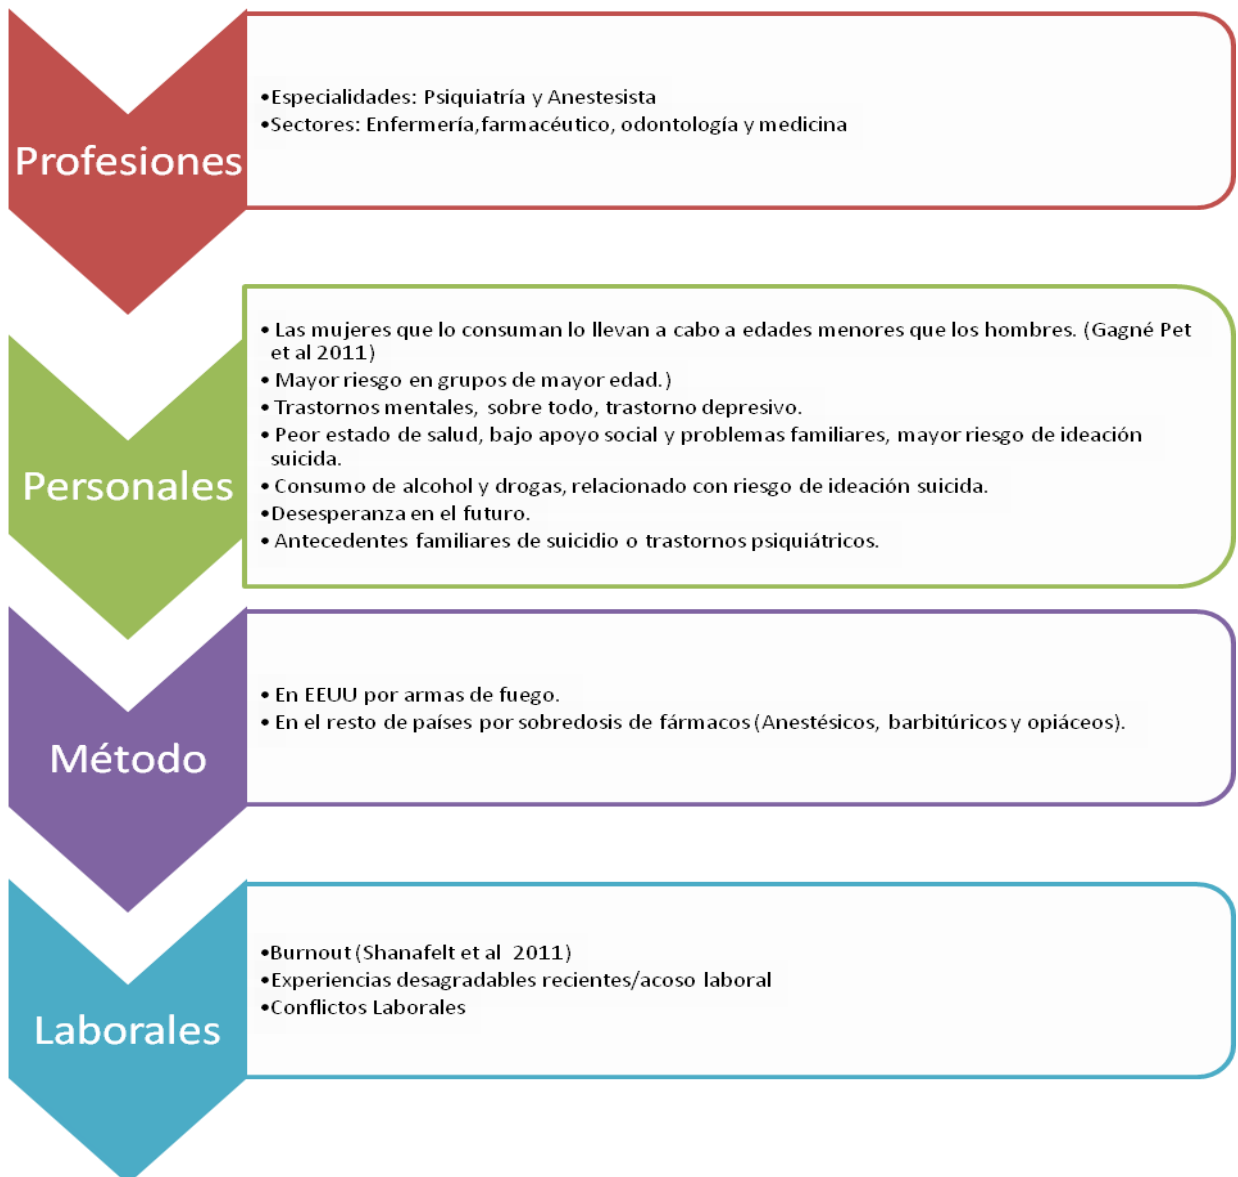 Profesiones
•Especialidades: Psiquiatría y Anestesista
•Sectores: Enfermería,farmacéutico, odontología y medicina
Personales
• Las mujeres que lo consuman lo llevan a cabo a edades menores que los hombres. (Gagné Pet
et al 2011)
• Mayor riesgo en grupos de mayor edad.)
• Trastornos mentales, sobre todo, trastorno depresivo.
• Peor estado de salud, bajo apoyo social y problemas familiares, mayor riesgo de ideación
suicida.
• Consumo de alcohol y drogas, relacionado con riesgo de ideación suicida.
•Desesperanza en el futuro.
• Antecedentes familiares de suicidio o trastornos psiquiátricos.
Método
• En EEUU por armas de fuego.
• En el resto de países por sobredosis de fármacos (Anestésicos, barbitúricos y opiáceos).
Laborales
•Burnout (Shanafelt et al 2011)
•Experiencias desagradables recientes/acoso laboral
•Conflictos Laborales